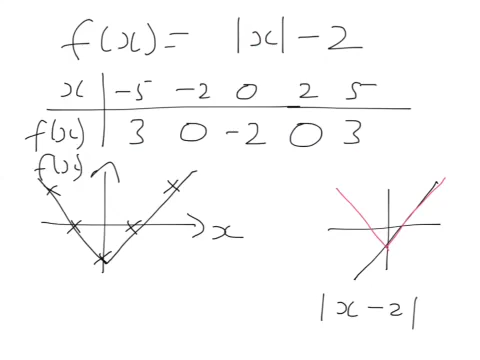 f(x) = |x| - 2
x | -5 -2 0 2 5
f(x) | 3 0 -2 0 3
f(x)
x
|x - 2|